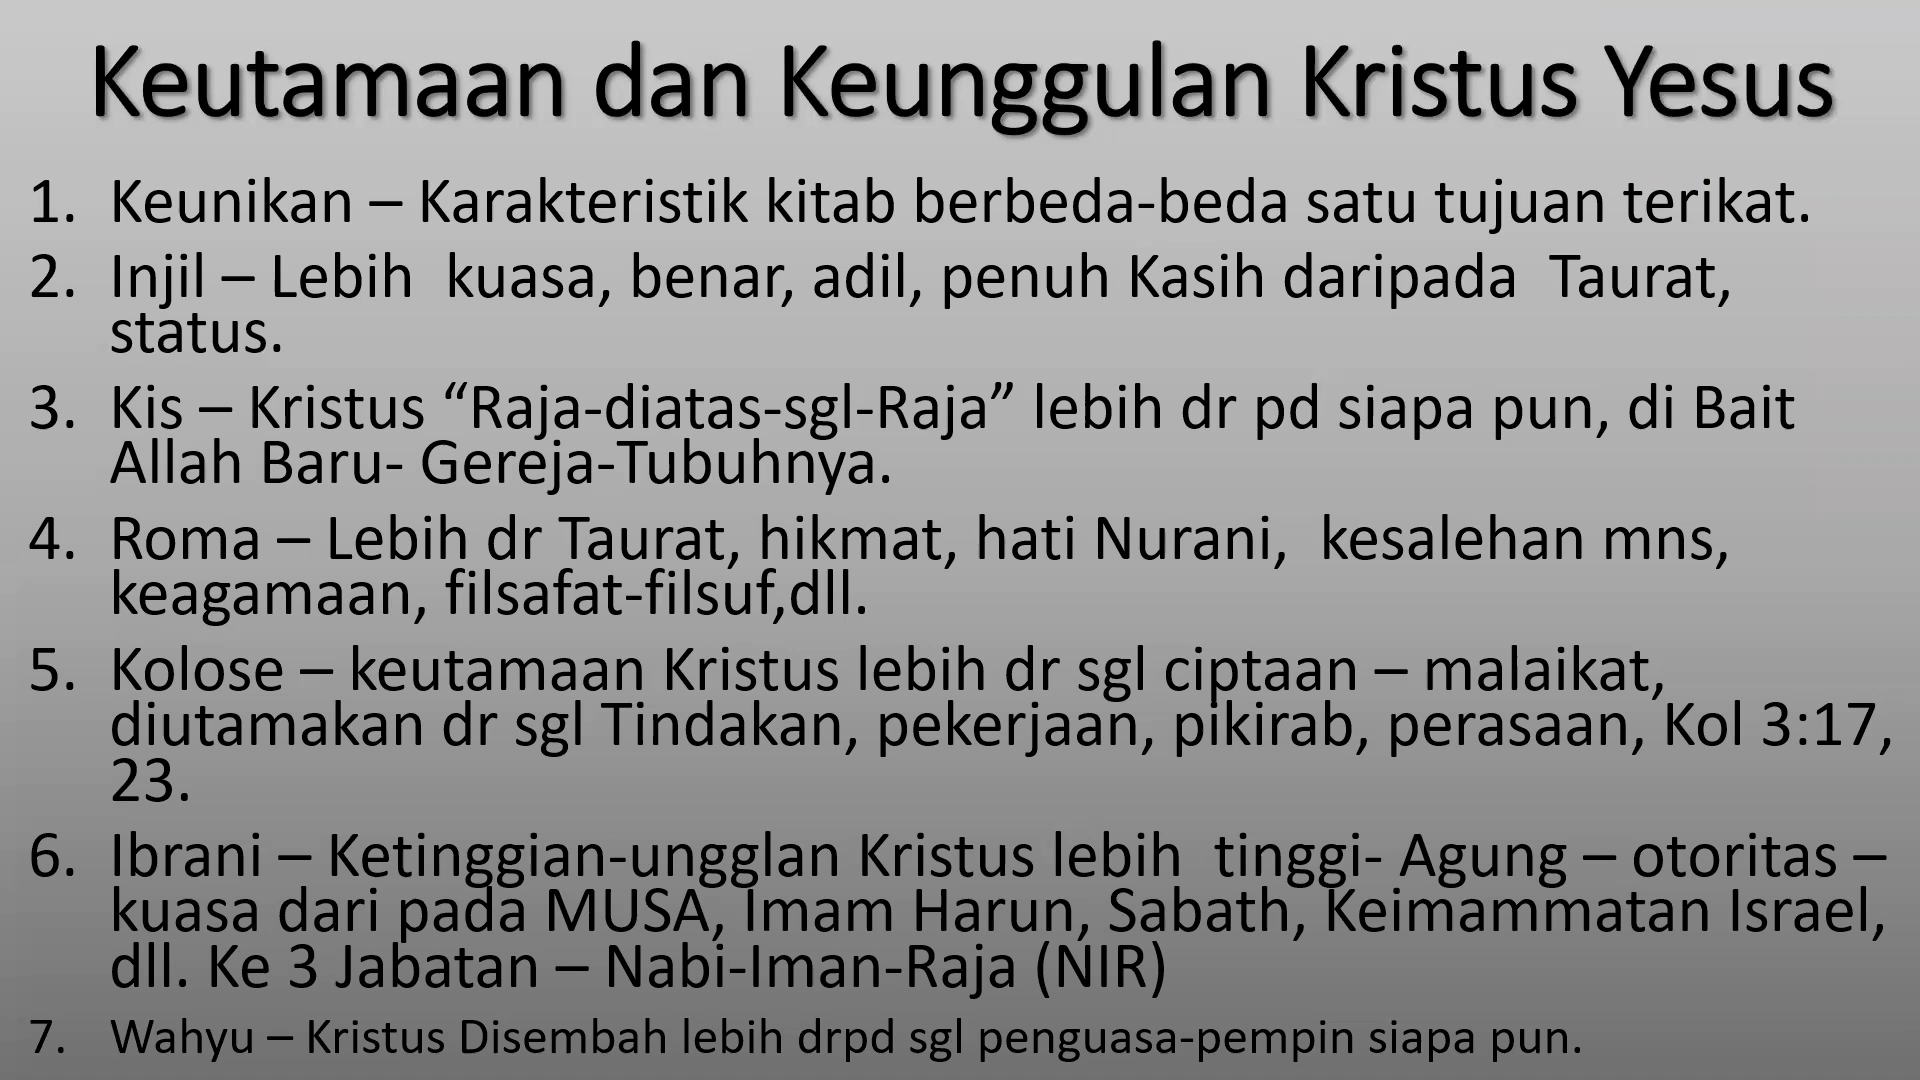 Keutamaan dan Keunggulan Kristus Yesus
1. Keunikan – Karakteristik kitab berbeda-beda satu tujuan terikat.
2. Injil – Lebih  kuasa, benar, adil, penuh Kasih daripada  Taurat,
status.
3. Kis – Kristus “Raja-diatas-sgl-Raja” lebih dr pd siapa pun, di Bait
Allah Baru- Gereja-Tubuhnya.
4. Roma – Lebih dr Taurat, hikmat, hati Nurani,  kesalehan mns,
keagamaan, filsafat-filsuf,dll.
5. Kolose – keutamaan Kristus lebih dr sgl ciptaan – malaikat,
diutamakan dr sgl Tindakan, pekerjaan, pikirab, perasaan, Kol 3:17,
23.
6. Ibrani – Ketinggian-ungglan Kristus lebih  tinggi- Agung – otoritas –
kuasa dari pada MUSA, Imam Harun, Sabath, Keimammatan Israel,
dll. Ke 3 Jabatan – Nabi-Iman-Raja (NIR)
7. Wahyu – Kristus Disembah lebih drpd sgl penguasa-pempin siapa pun.